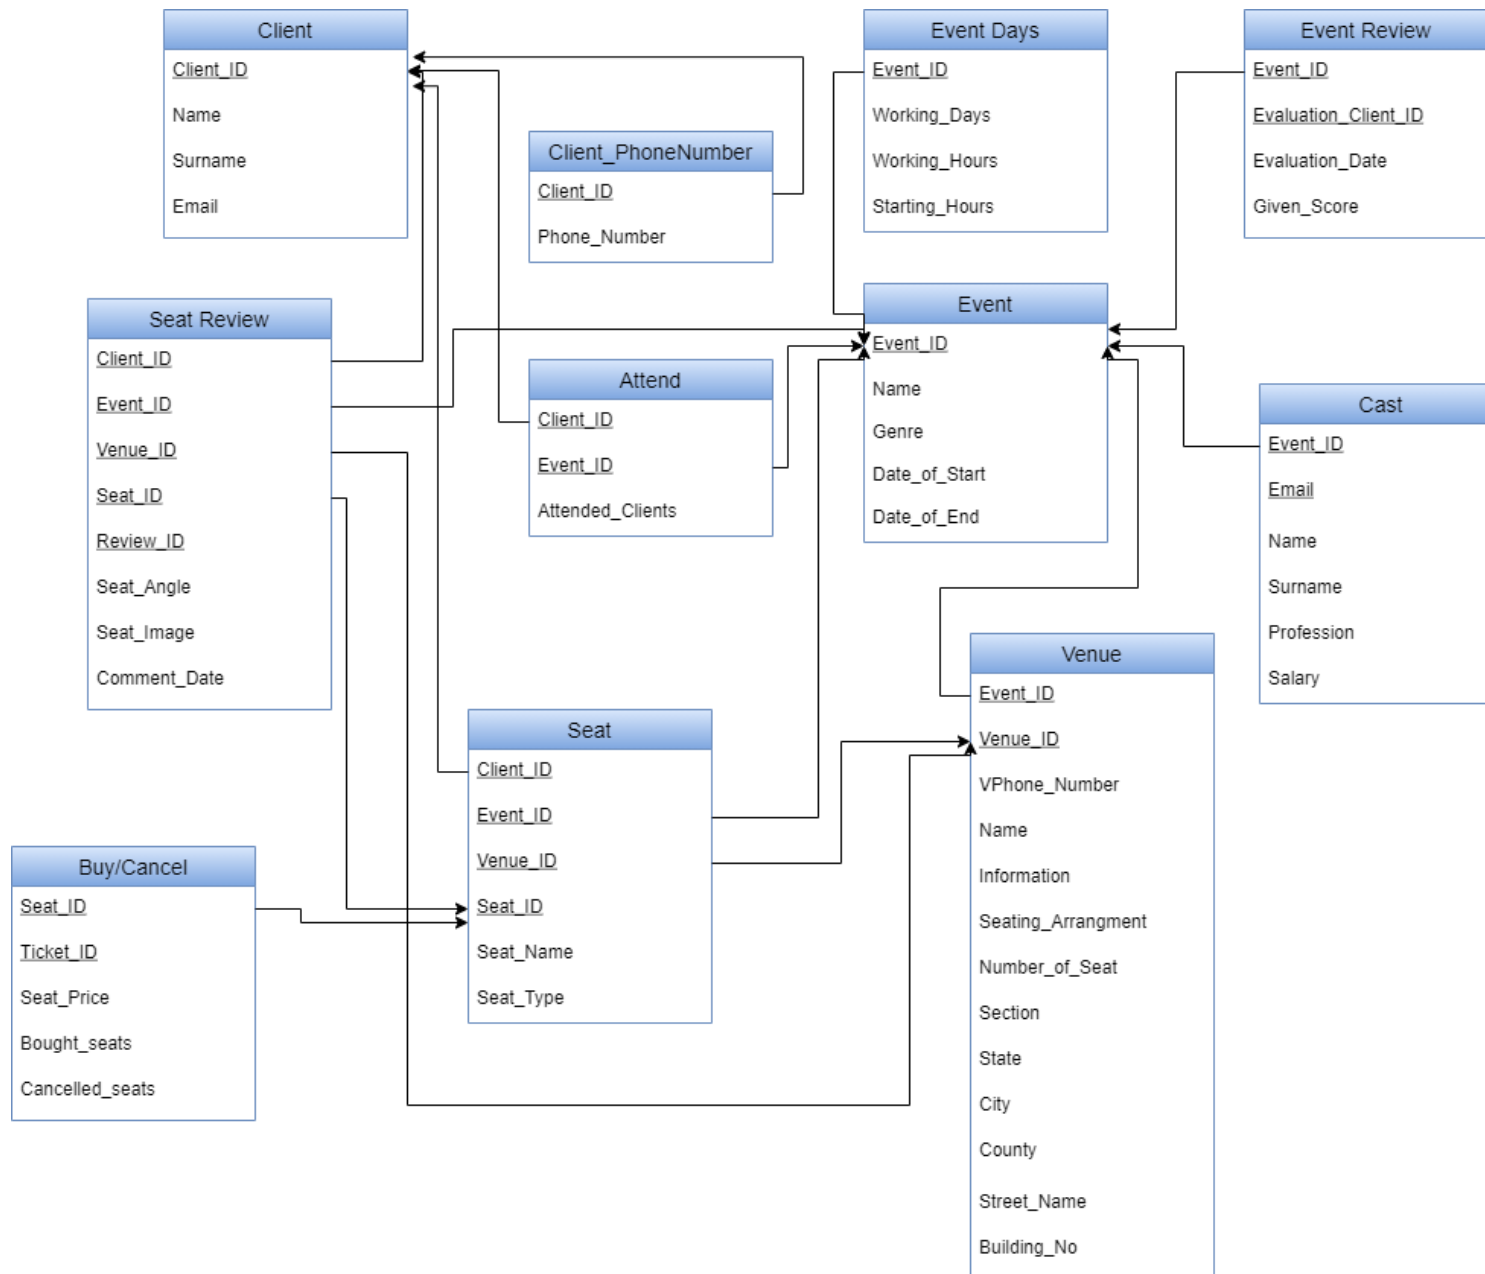 Client
Client_ID
Name
Surname
Email
Client_PhoneNumber
Client_ID
Phone_Number
Event Days
Event_ID
Working_Days
Working_Hours
Starting_Hours
Event Review
Event_ID
Evaluation_Client_ID
Evaluation_Date
Given_Score
Seat Review
Client_ID
Event_ID
Venue_ID
Seat_ID
Review_ID
Seat_Angle
Seat_Image
Comment_Date
Attend
Client_ID
Event_ID
Attended_Clients
Event
Event_ID
Name
Genre
Date_of_Start
Date_of_End
Cast
Event_ID
Email
Name
Surname
Profession
Salary
Buy/Cancel
Seat_ID
Ticket_ID
Seat_Price
Bought_seats
Cancelled_seats
Seat
Client_ID
Event_ID
Venue_ID
Seat_ID
Seat_Name
Seat_Type
Venue
Event_ID
Venue_ID
VPhone_Number
Name
Information
Seating_Arrangment
Number_of_Seat
Section
State
City
County
Street_Name
Building_No